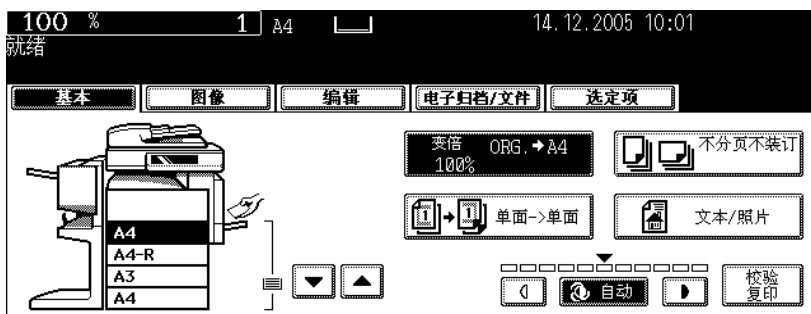 100 % 1 A4 14.12.2005 10:01
就绪
基本 图像 编辑 电子归档/文件 选定项
变倍 ORG.➔A4
100%
不分页不装订
1➔1 单面->单面
文本/照片
A4
A4-R
A3
A4
自动
校验
复印